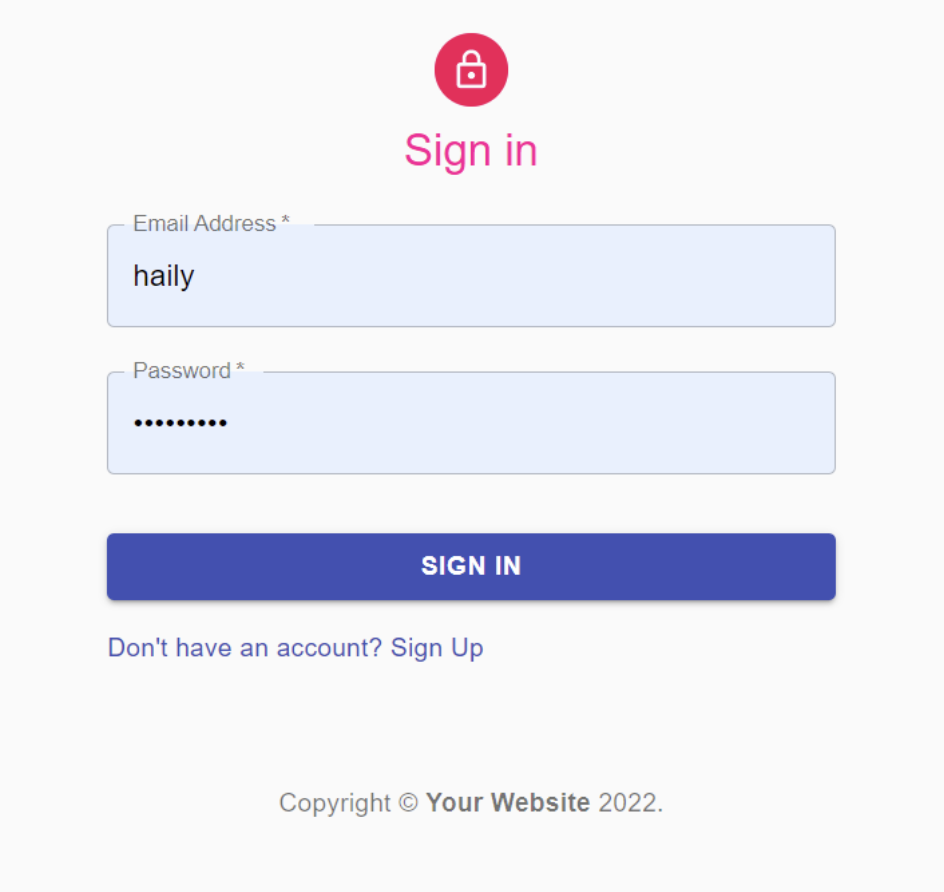 Sign in
Email Address *
haily
Password *
•••••••••
SIGN IN
Don't have an account? Sign Up
Copyright © Your Website 2022.